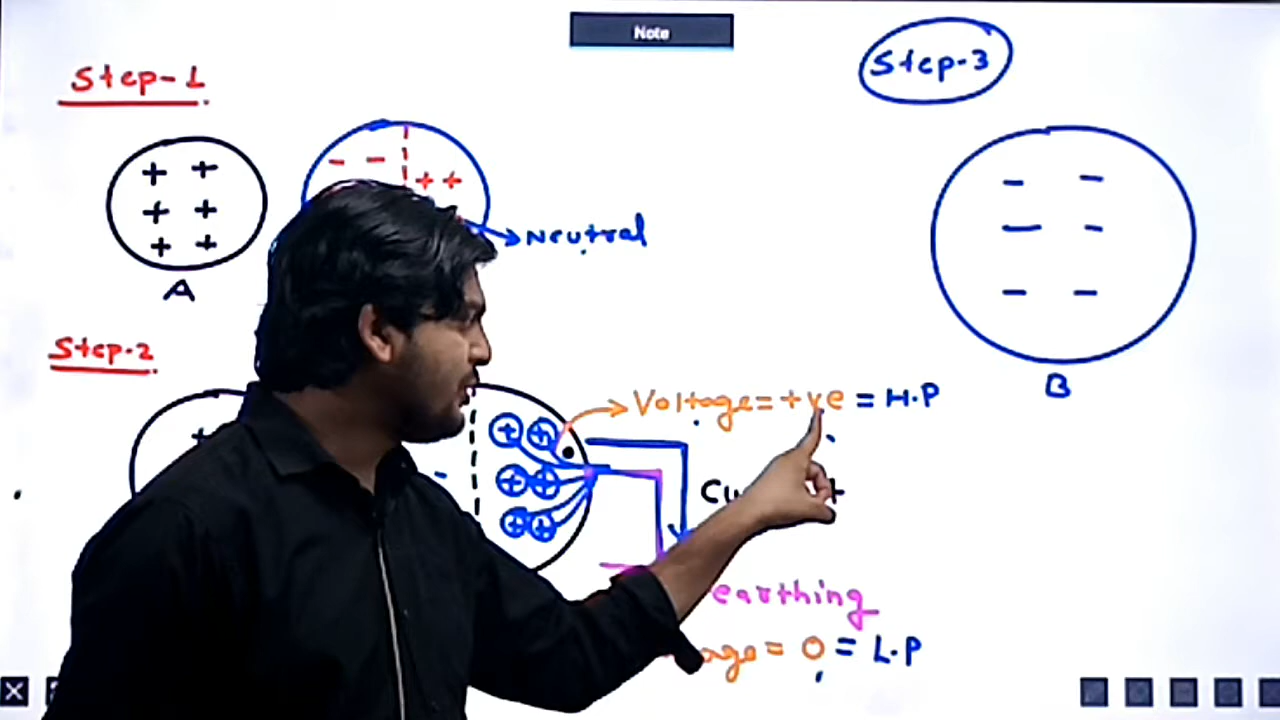 Note
Step-1
Step-3
- -
+ +
+ +
+ +
+ +
A
Neutral
- -
- -
- -
B
Step-2
+
-
+ +
+ +
+ +
Voltage = +ve = H.P
earthing
= 0 = L.P
X